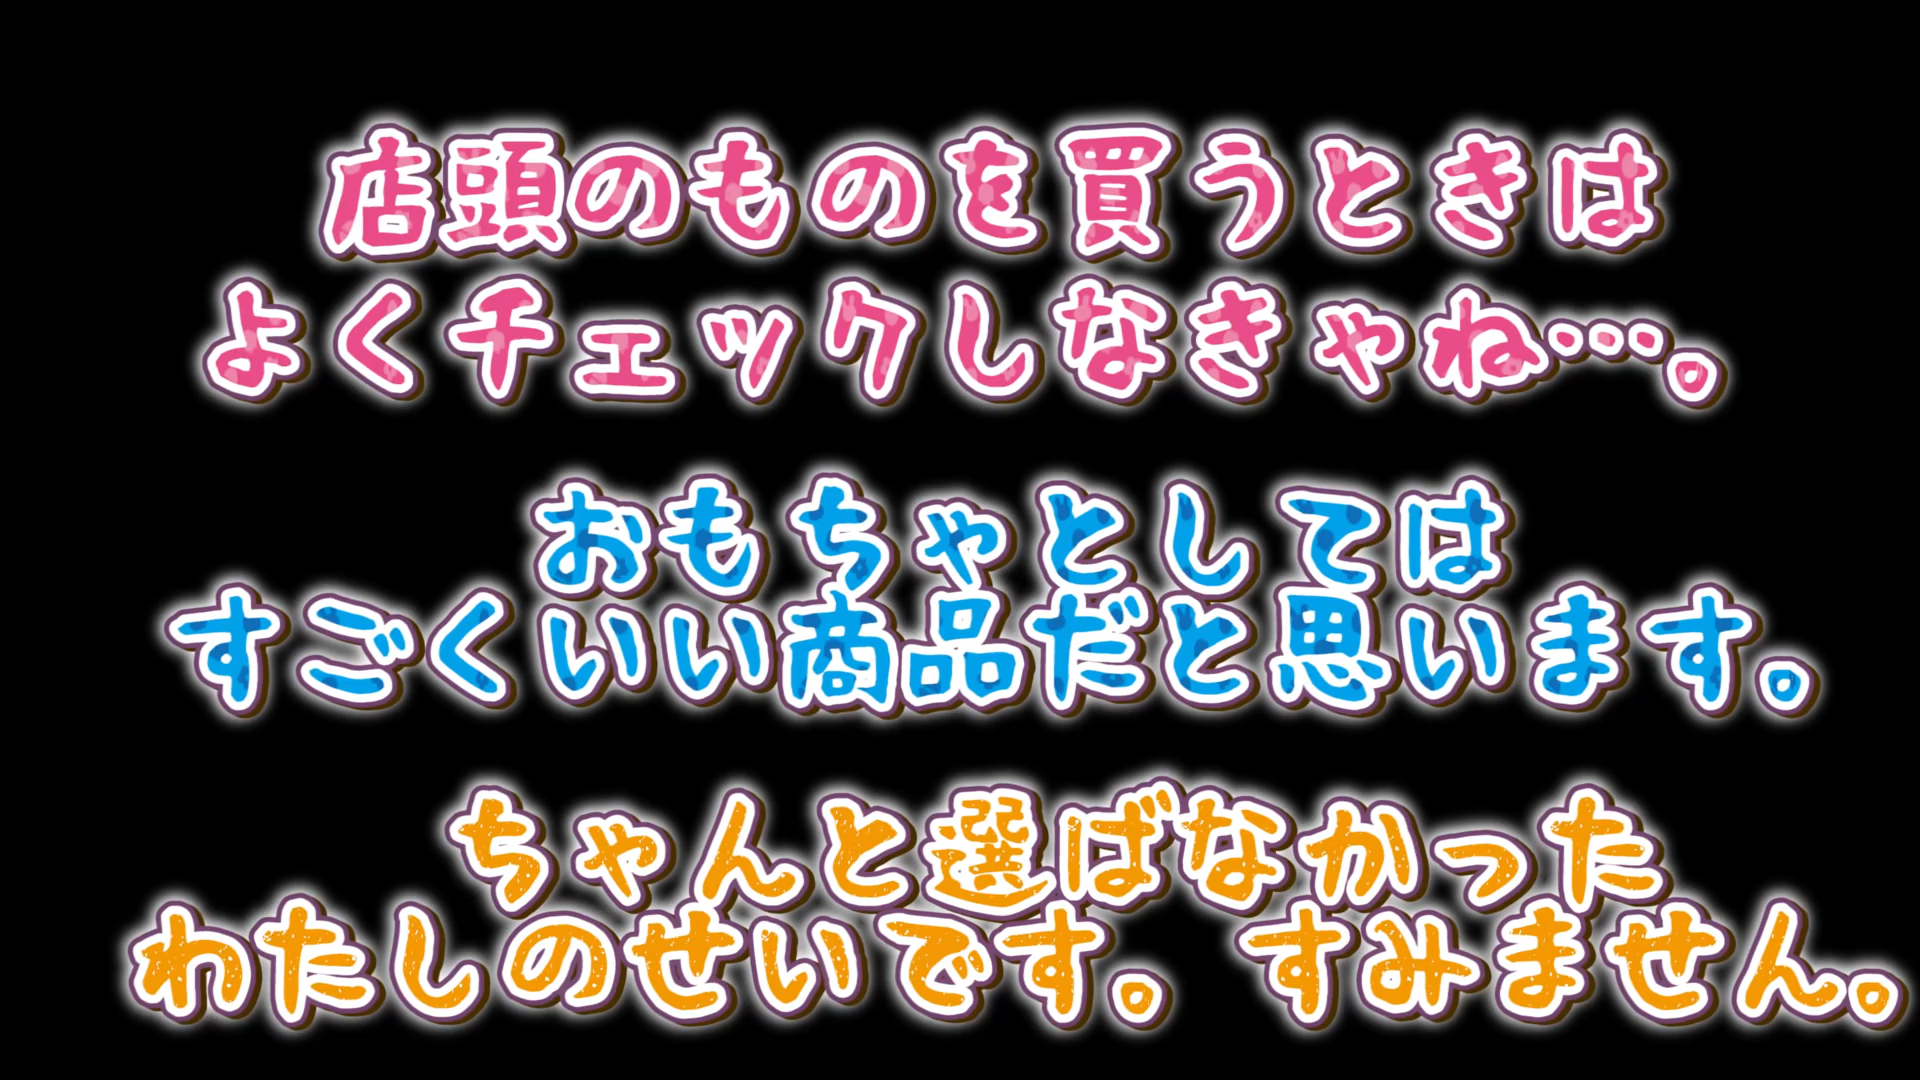 店頭のものを買うときは
よくチェックしなきゃね…。
おもちゃとしては
すごくいい商品だと思います。
ちゃんと選ばなかった
わたしのせいです。すみません。